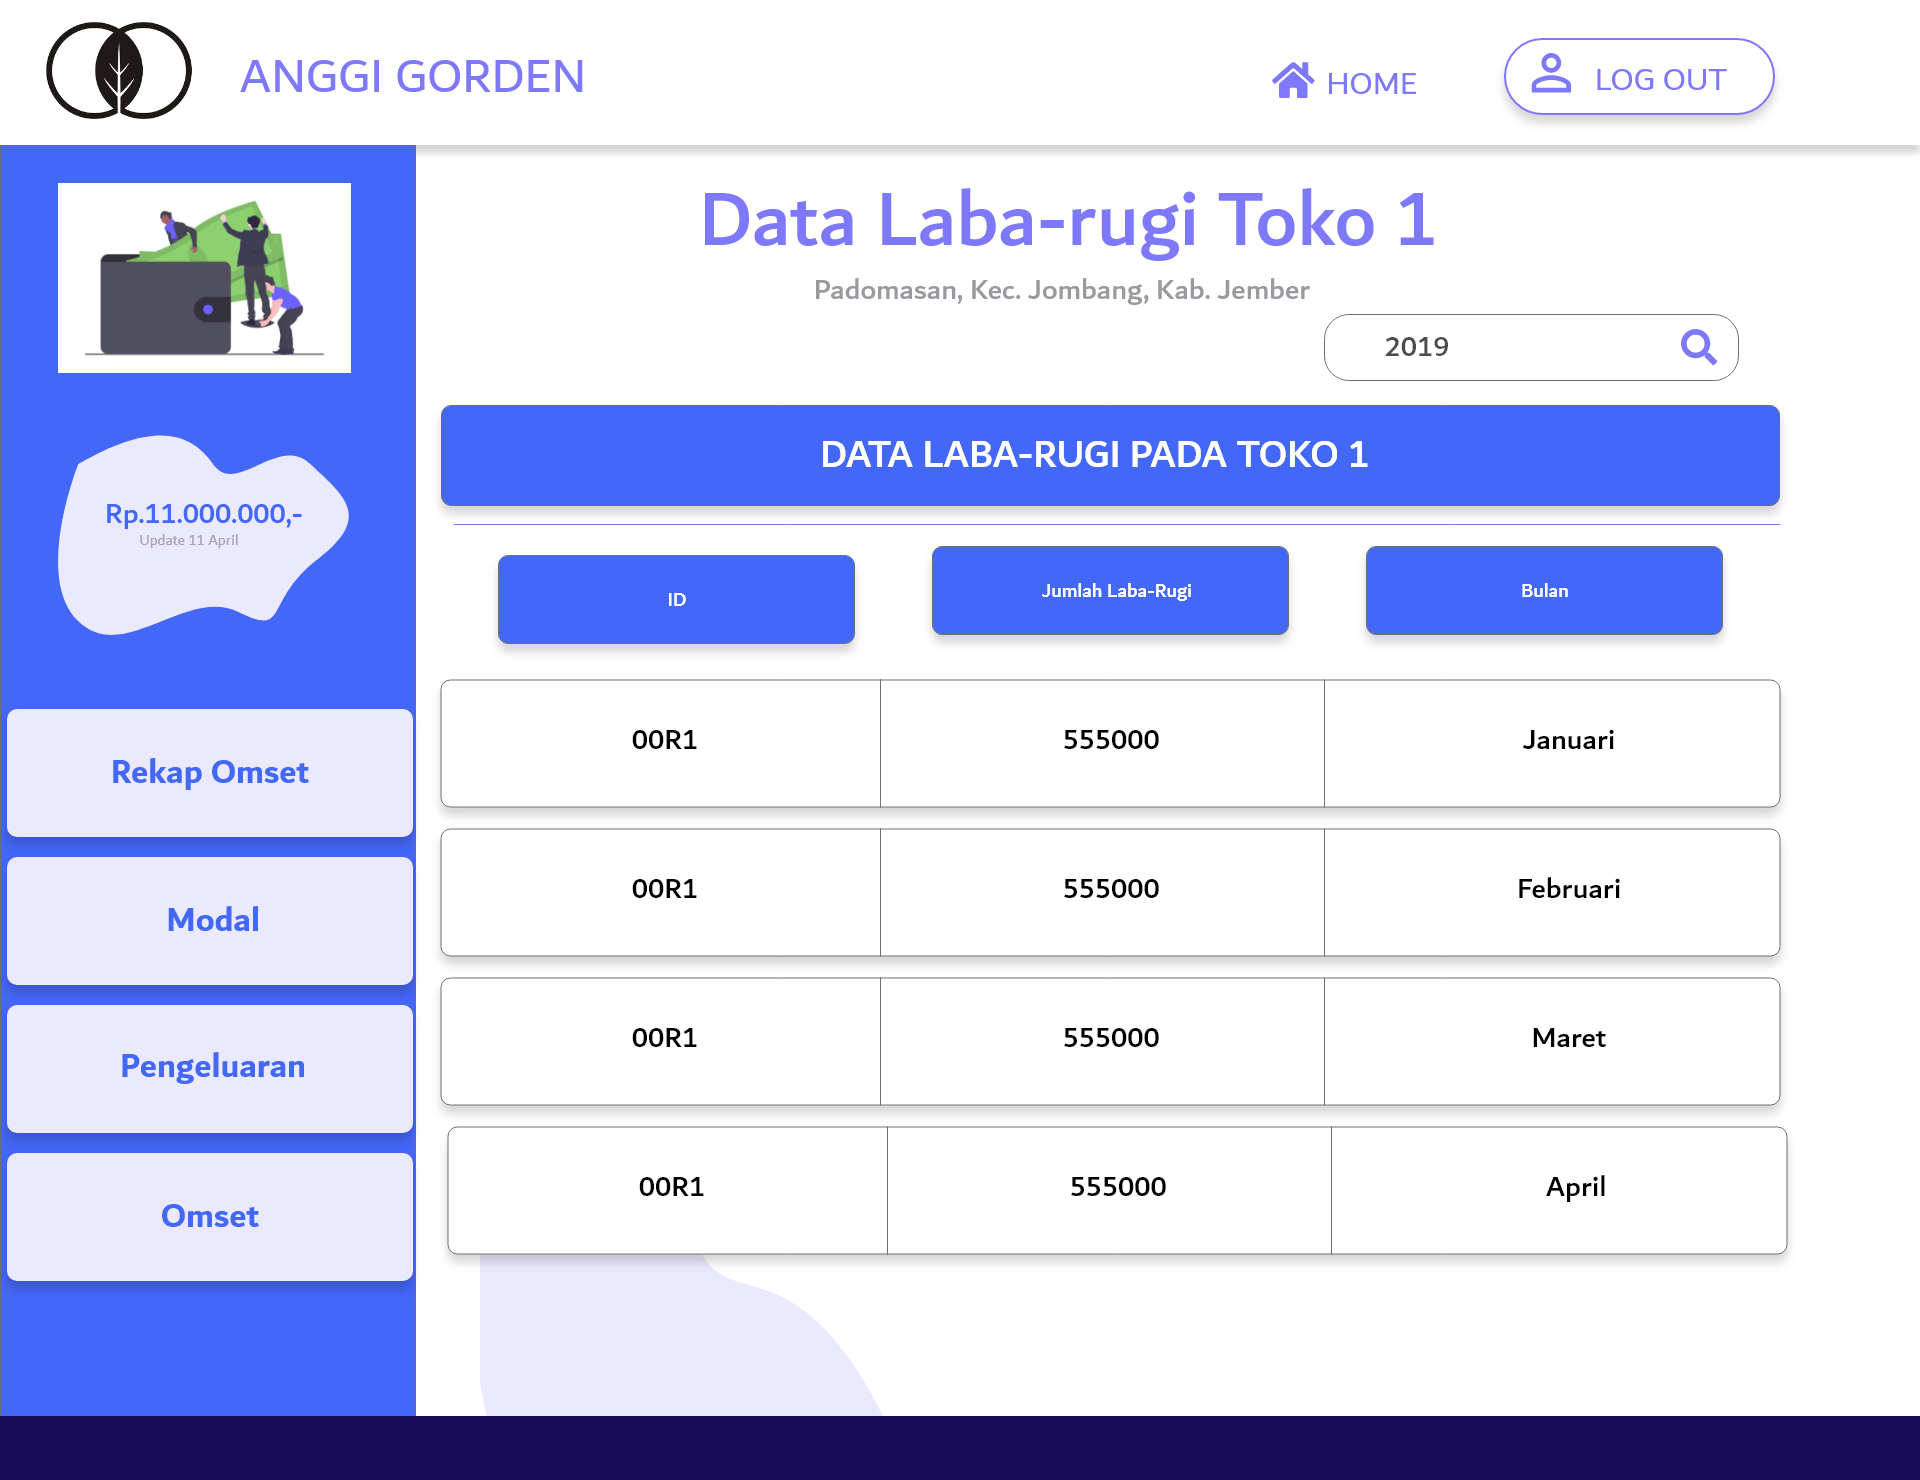 ANGGI GORDEN
HOME
LOG OUT
Data Laba-rugi Toko 1
Padomasan, Kec. Jombang, Kab. Jember
2019
Rp.11.000.000,-
Update 11 April
Rekap Omset
Modal
Pengeluaran
Omset
DATA LABA-RUGI PADA TOKO 1
ID
Jumlah Laba-Rugi
Bulan
00R1 555000 Januari
00R1 555000 Februari
00R1 555000 Maret
00R1 555000 April